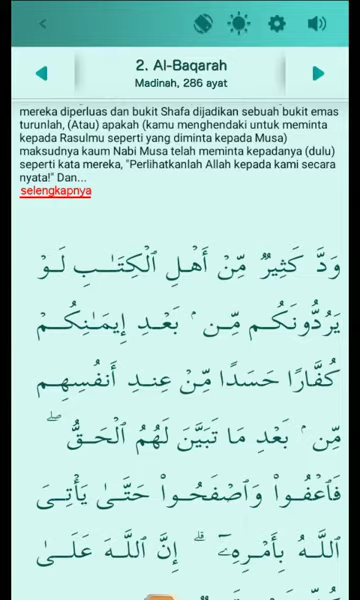 2. Al-Baqarah
Madinah, 286 ayat
mereka diperluas dan bukit Shafa dijadikan sebuah bukit emas
turunlah, (Atau) apakah (kamu menghendaki untuk meminta
kepada Rasulmu seperti yang diminta kepada Musa)
maksudnya kaum Nabi Musa telah meminta kepadanya (dulu)
seperti kata mereka, "Perlihatkanlah Allah kepada kami secara
nyata!" Dan...
selengkapnya
وَدَّ كَثِيرٌ مِّنْ أَهْلِ الْكِتَـٰبِ لَوْ
يَرُدُّونَكُم مِّنۢ بَعْدِ إِيمَـٰنِكُمْ
كُفَّارًا حَسَدًا مِّنْ عِندِ أَنفُسِهِم
مِّنۢ بَعْدِ مَا تَبَيَّنَ لَهُمُ الْحَقُّ ۖ
فَاعْفُوا۟ وَاصْفَحُوا۟ حَتَّىٰ يَأْتِيَ
اللَّهُ بِأَمْرِهِۦٓ ۗ إِنَّ اللَّهَ عَلَىٰ